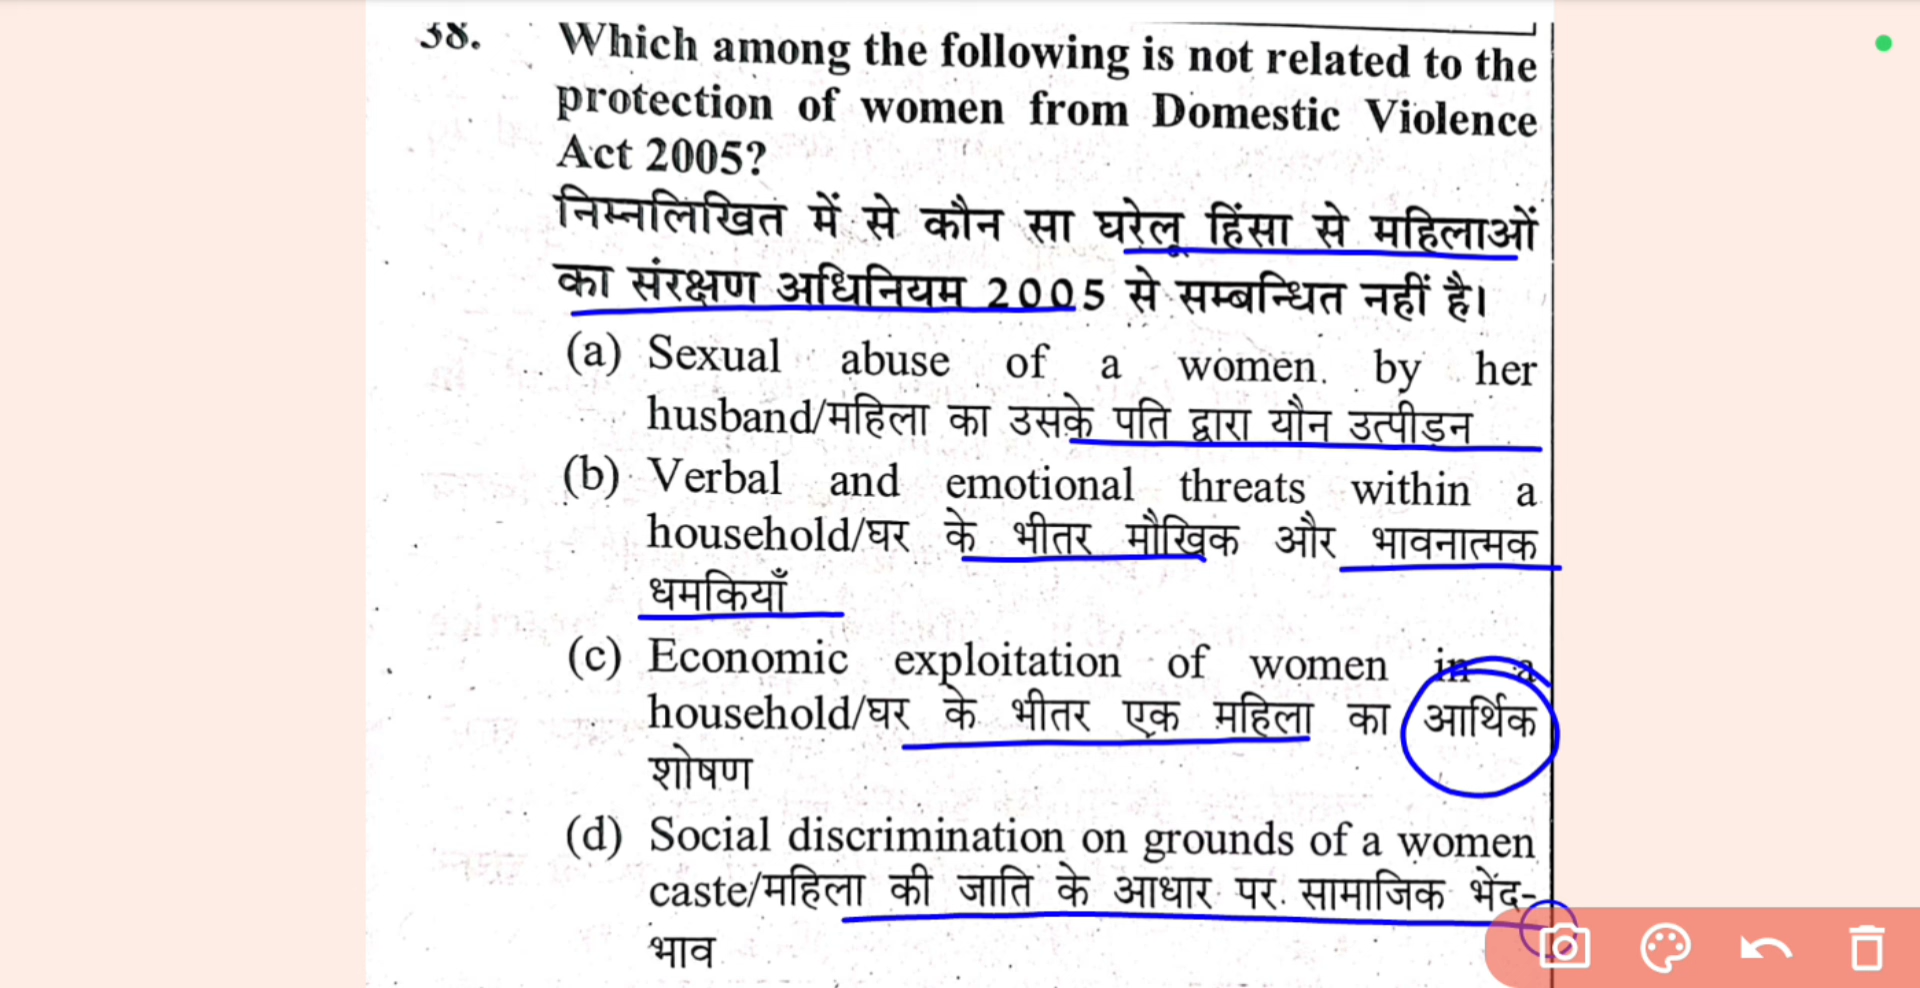 38.
Which among the following is not related to the
protection of women from Domestic Violence
Act 2005?
निम्नलिखित में से कौन सा घरेलू हिंसा से महिलाओं
का संरक्षण अधिनियम 2005 से सम्बन्धित नहीं है।
(a) Sexual abuse of a women by her
husband/महिला का उसके पति द्वारा यौन उत्पीड़न
(b) Verbal and emotional threats within a
household/घर के भीतर मौखिक और भावनात्मक
धमकियाँ
(c) Economic exploitation of women in a
household/घर के भीतर एक महिला का आर्थिक
शोषण
(d) Social discrimination on grounds of a women
caste/महिला की जाति के आधार पर सामाजिक भेंद-
भाव